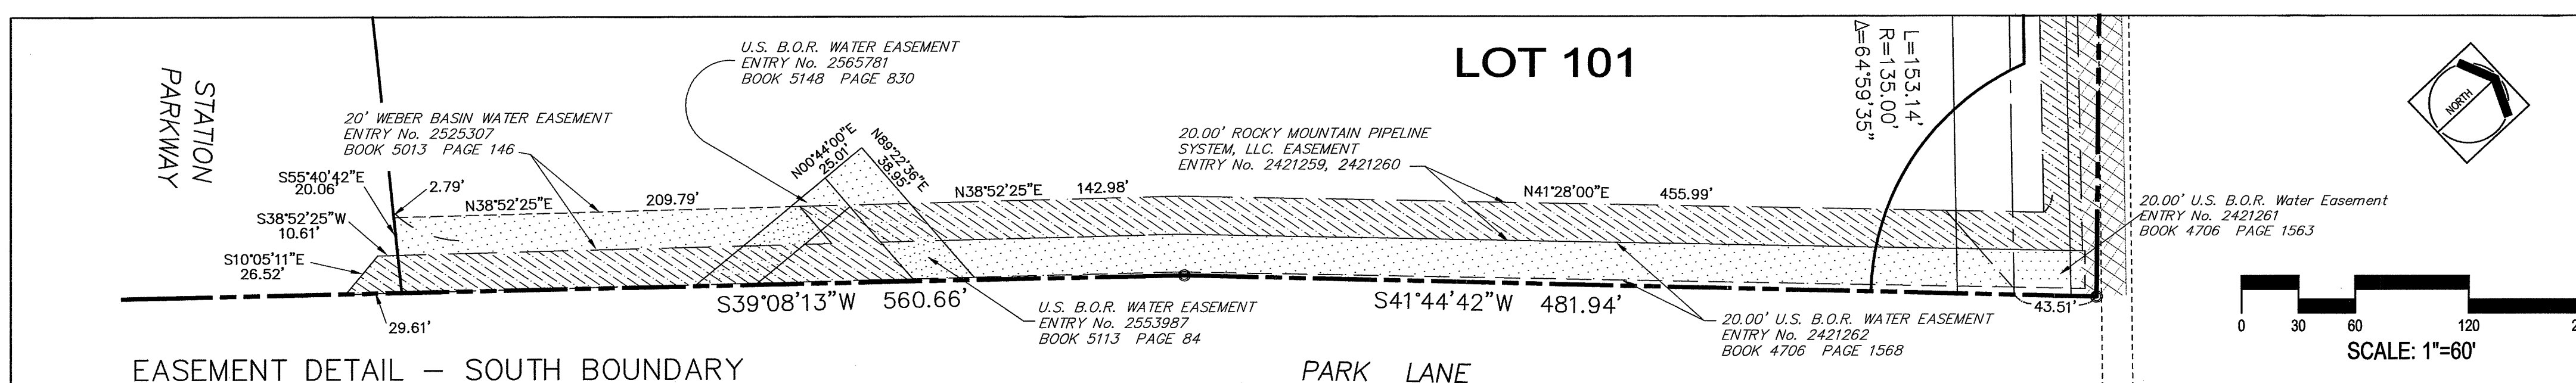 STATION
PARKWAY
U.S. B.O.R. WATER EASEMENT
ENTRY No. 2565781
BOOK 5148 PAGE 830
LOT 101
L=153.14'
R=135.00'
Δ=64°59'35"
NORTH
20' WEBER BASIN WATER EASEMENT
ENTRY No. 2525307
BOOK 5013 PAGE 146
N00°44'00"E
25.01'
N89°22'36"E
38.95'
20.00' ROCKY MOUNTAIN PIPELINE
SYSTEM, LLC. EASEMENT
ENTRY No. 2421259, 2421260
S55°40'42"E
20.06'
2.79'
N38°52'25"E 209.79'
N38°52'25"E 142.98'
N41°28'00"E 455.99'
20.00' U.S. B.O.R. Water Easement
ENTRY No. 2421261
BOOK 4706 PAGE 1563
S38°52'25"W
10.61'
S10°05'11"E
26.52'
S39°08'13"W 560.66'
S41°44'42"W 481.94'
43.51'
29.61'
U.S. B.O.R. WATER EASEMENT
ENTRY No. 2553987
BOOK 5113 PAGE 84
20.00' U.S. B.O.R. WATER EASEMENT
ENTRY No. 2421262
BOOK 4706 PAGE 1568
0 30 60 120
SCALE: 1"=60'
EASEMENT DETAIL – SOUTH BOUNDARY
PARK LANE